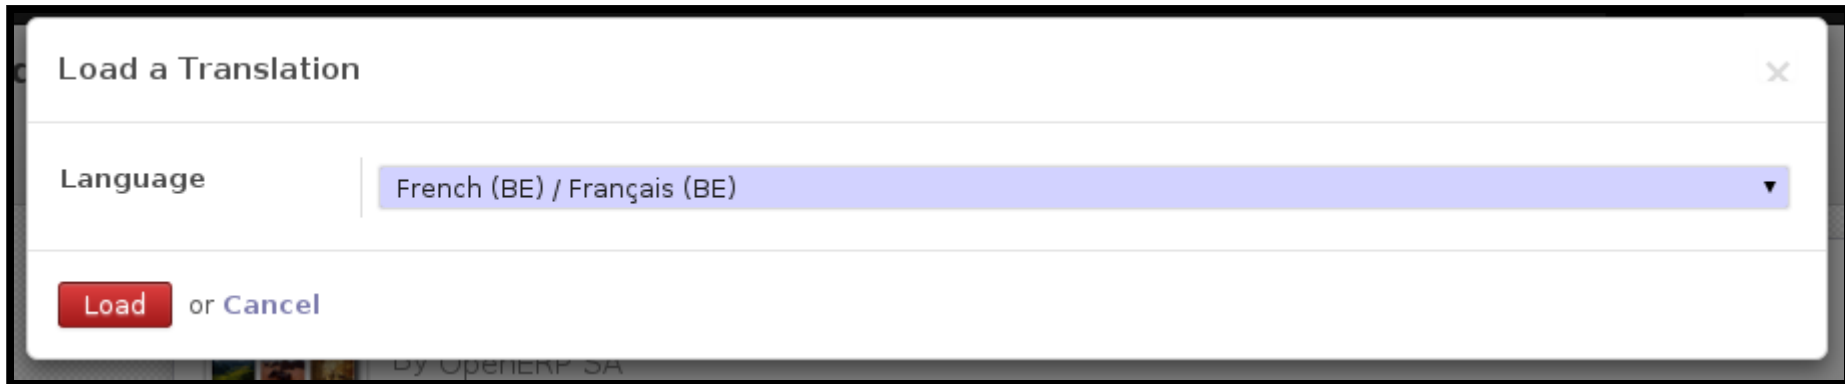 Load a Translation
×
Language
French (BE) / Français (BE)
Load or Cancel
By OpenERP SA